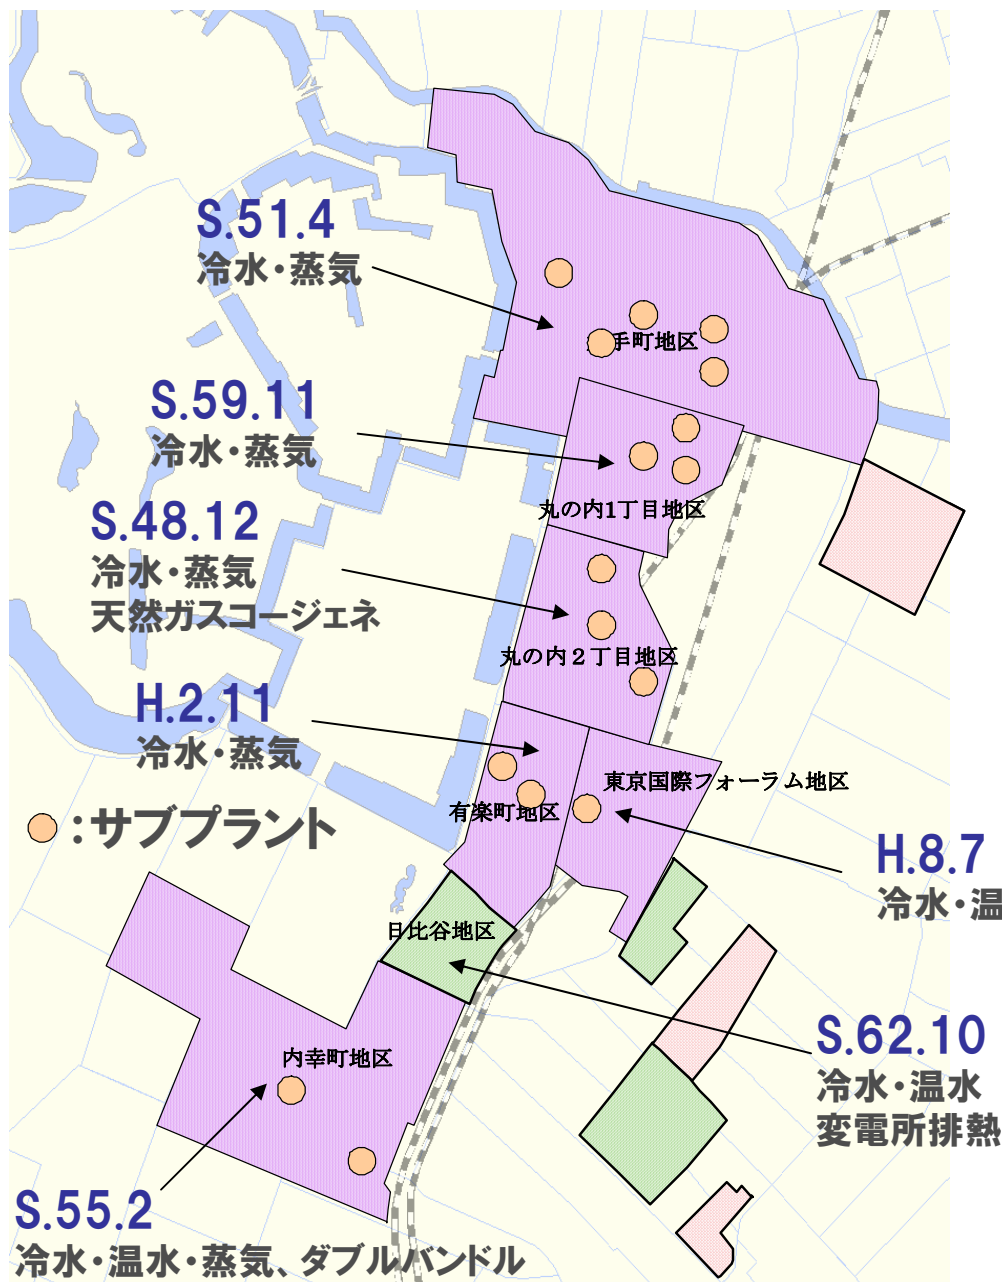 S.51.4
冷水・蒸気
手町地区
S.59.11
冷水・蒸気
丸の内1丁目地区
S.48.12
冷水・蒸気
天然ガスコージェネ
丸の内２丁目地区
H.2.11
冷水・蒸気
東京国際フォーラム地区
有楽町地区
：サブプラント
H.8.7
冷水・温
日比谷地区
S.62.10
冷水・温水
変電所排熱
内幸町地区
S.55.2
冷水・温水・蒸気、ダブルバンドル